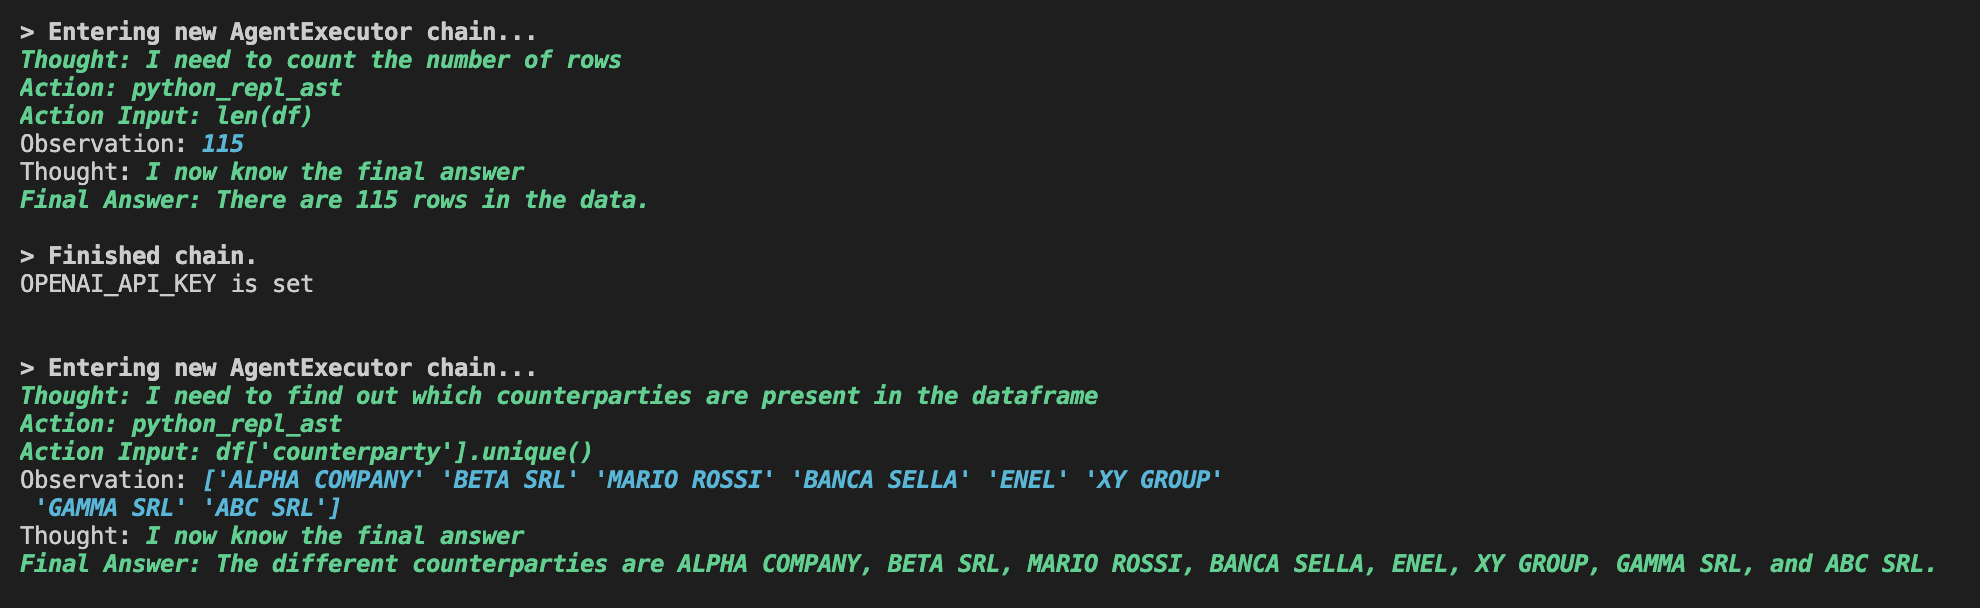 > Entering new AgentExecutor chain...
Thought: I need to count the number of rows
Action: python_repl_ast
Action Input: len(df)
Observation: 115
Thought: I now know the final answer
Final Answer: There are 115 rows in the data.
> Finished chain.
OPENAI_API_KEY is set
> Entering new AgentExecutor chain...
Thought: I need to find out which counterparties are present in the dataframe
Action: python_repl_ast
Action Input: df['counterparty'].unique()
Observation: ['ALPHA COMPANY' 'BETA SRL' 'MARIO ROSSI' 'BANCA SELLA' 'ENEL' 'XY GROUP'
'GAMMA SRL' 'ABC SRL']
Thought: I now know the final answer
Final Answer: The different counterparties are ALPHA COMPANY, BETA SRL, MARIO ROSSI, BANCA SELLA, ENEL, XY GROUP, GAMMA SRL, and ABC SRL.